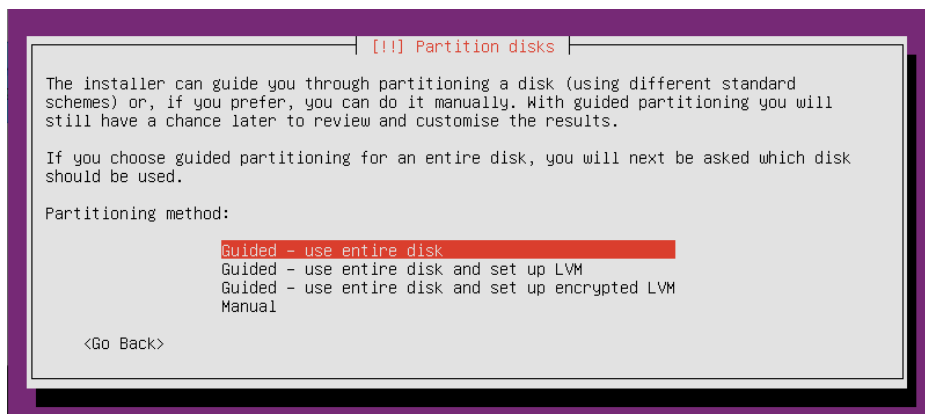 [!!] Partition disks
The installer can guide you through partitioning a disk (using different standard
schemes) or, if you prefer, you can do it manually. With guided partitioning you will
still have a chance later to review and customise the results.
If you choose guided partitioning for an entire disk, you will next be asked which disk
should be used.
Partitioning method:
Guided – use entire disk
Guided – use entire disk and set up LVM
Guided – use entire disk and set up encrypted LVM
Manual
<Go Back>